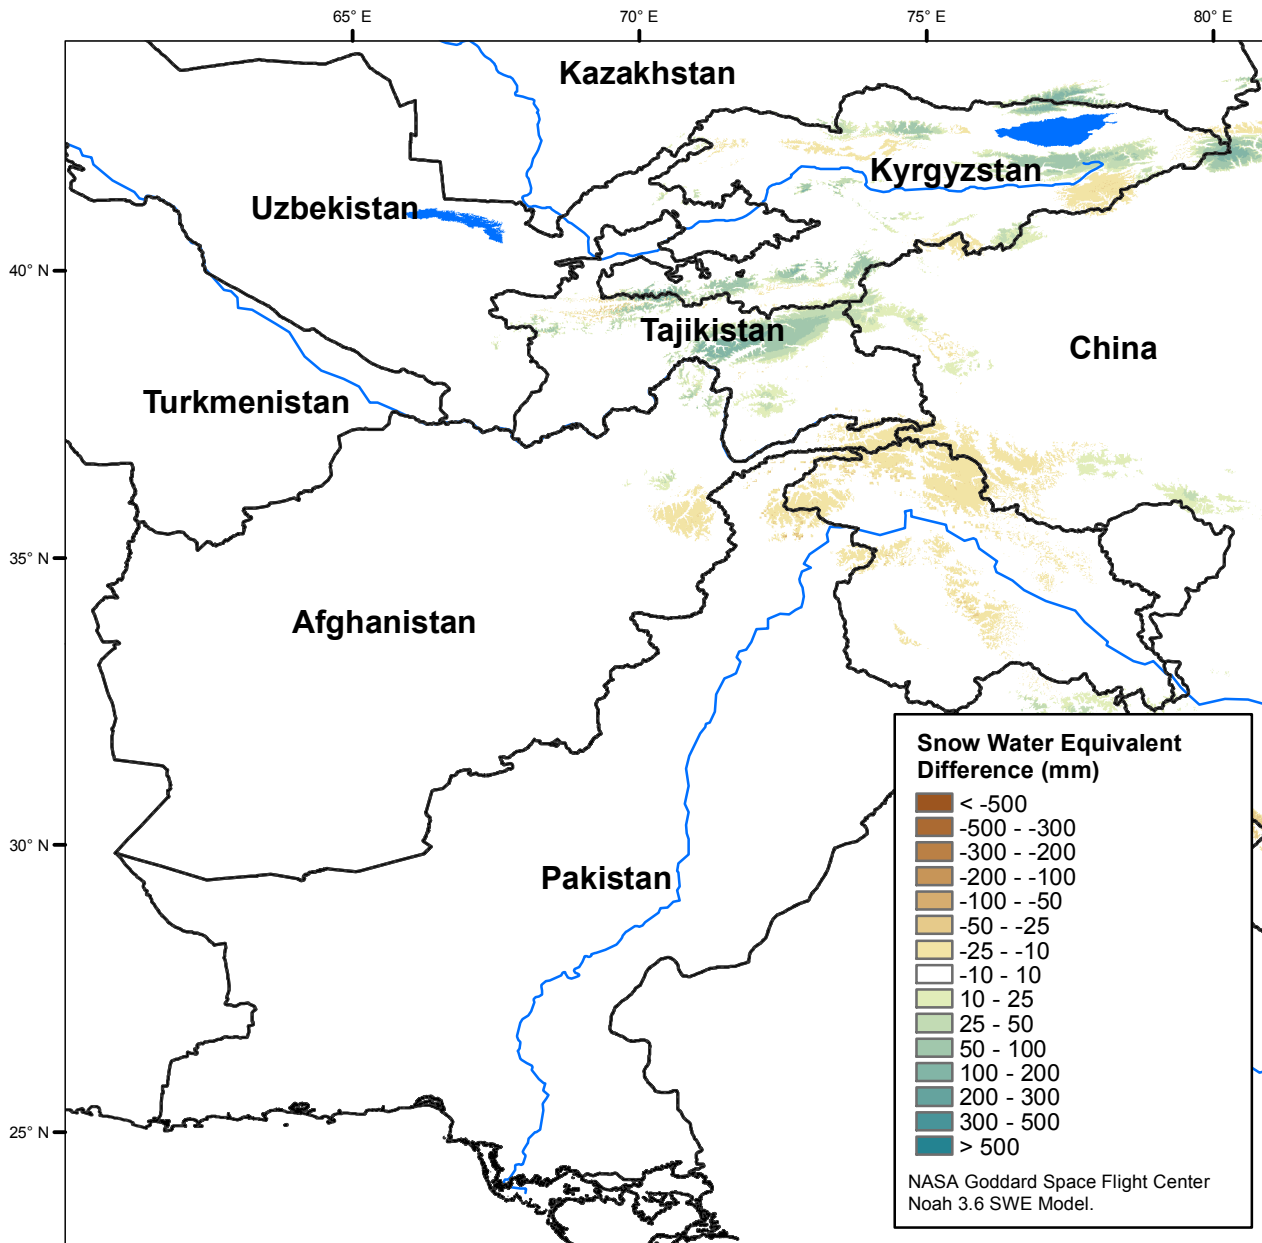 65° E
70° E
75° E
80° E
Kazakhstan
Kyrgyzstan
Uzbekistan
40° N
Tajikistan
China
Turkmenistan
35° N
Afghanistan
Snow Water Equivalent
Difference (mm)
< -500
-500 - -300
-300 - -200
-200 - -100
-100 - -50
-50 - -25
-25 - -10
-10 - 10
10 - 25
25 - 50
50 - 100
100 - 200
200 - 300
300 - 500
> 500
NASA Goddard Space Flight Center
Noah 3.6 SWE Model.
30° N
Pakistan
25° N